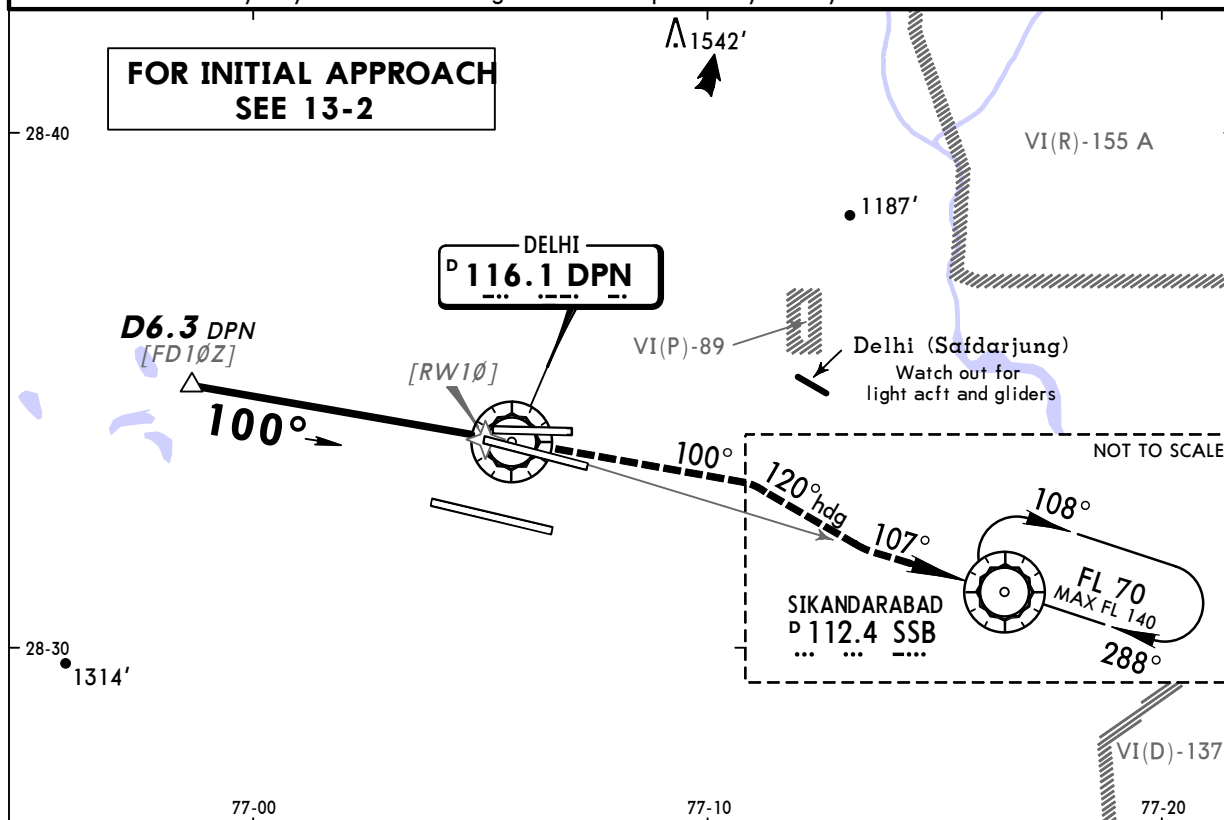 1542'
FOR INITIAL APPROACH
SEE 13-2
28-40
VI(R)-155 A
1187'
DELHI
D 116.1 DPN
D6.3 DPN
[FD10Z]
VI(P)-89
Delhi (Safdarjung)
Watch out for
light acft and gliders
[RW10]
100°
100°
NOT TO SCALE
120° hdg
108°
107°
FL 70
MAX FL 140
SIKANDARABAD
D 112.4 SSB
288°
28-30
1314'
VI(D)-137
77-00
77-10
77-20